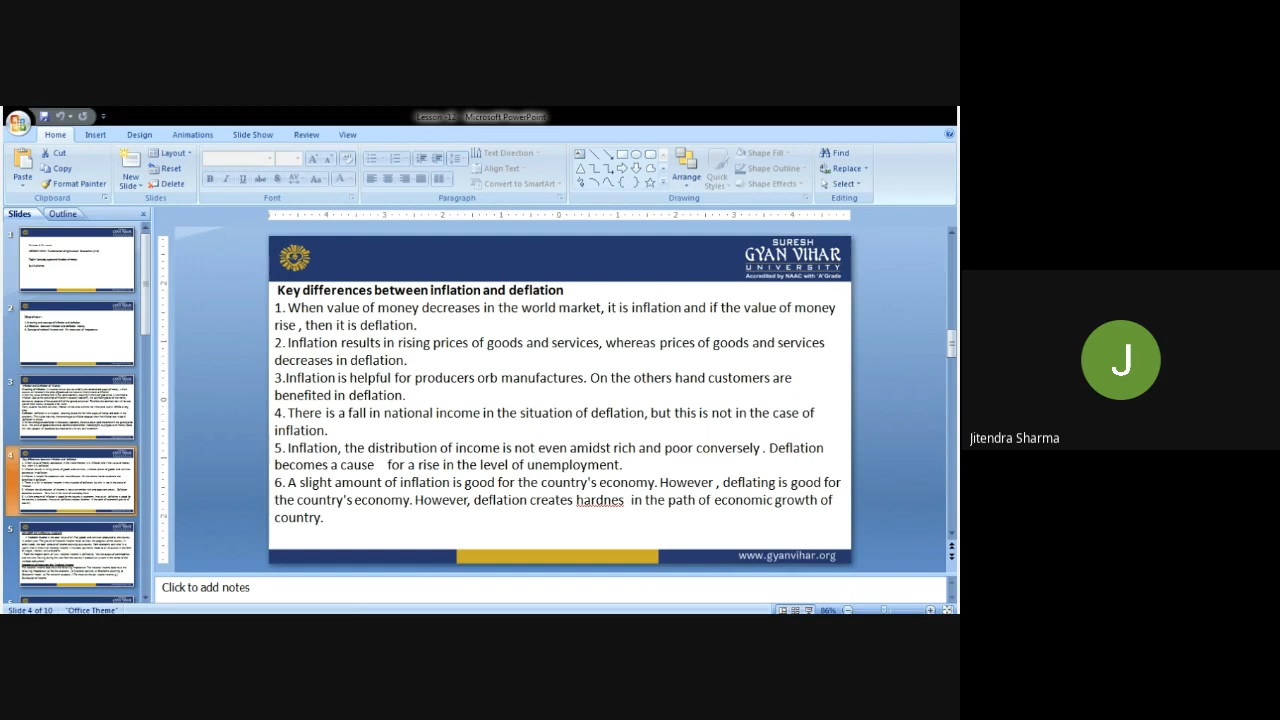 Lesson -12 - Microsoft PowerPoint
Home Insert Design Animations Slide Show Review View
Paste
Cut
Copy
Format Painter
Clipboard
New Slide
Layout
Reset
Delete
Slides
Font
Text Direction
Align Text
Convert to SmartArt
Paragraph
Arrange
Quick Styles
Shape Fill
Shape Outline
Shape Effects
Drawing
Find
Replace
Select
Editing
Slides Outline
1
2
3
4
5
SURESH
GYAN VIHAR
UNIVERSITY
Accredited by NAAC with 'A' Grade
Key differences between inflation and deflation
1. When value of money decreases in the world market, it is inflation and if the value of money
rise , then it is deflation.
2. Inflation results in rising prices of goods and services, whereas prices of goods and services
decreases in deflation.
3.Inflation is helpful for producers orb manufactures. On the others hand customers are
benefited in deflation.
4. There is a fall in national income in the situation of deflation, but this is not in the case of
inflation.
5. Inflation, the distribution of income is not even amidst rich and poor conversely . Deflation
becomes a cause for a rise in the level of unemployment.
6. A slight amount of inflation is good for the country's economy. However , deflating is good for
the country's economy. However, deflation creates hardnes in the path of economic growth of
country.
www.gyanvihar.org
Click to add notes
Slide 4 of 10 "Office Theme" 86%
J
Jitendra Sharma